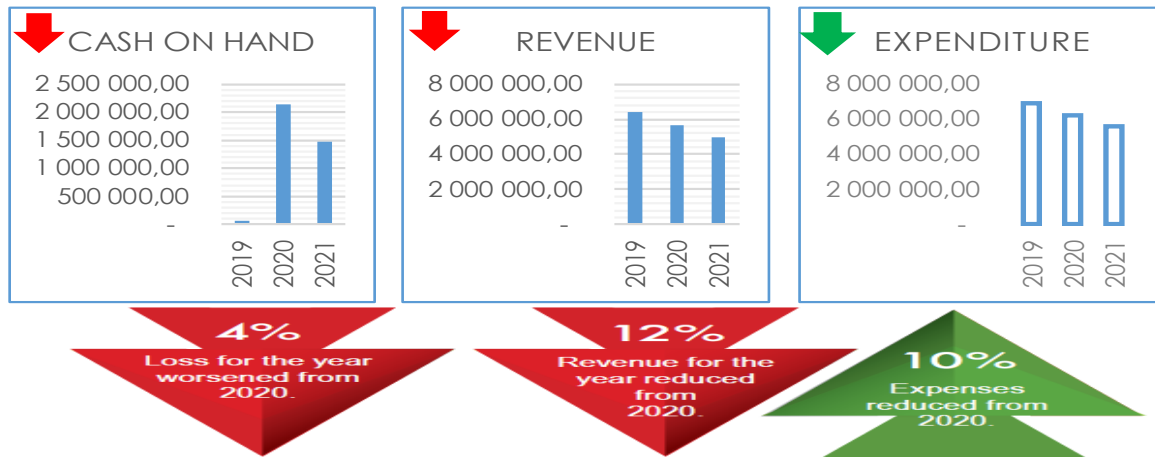 CASH ON HAND
2 500 000,00
2 000 000,00
1 500 000,00
1 000 000,00
500 000,00
-
2019
2020
2021
REVENUE
8 000 000,00
6 000 000,00
4 000 000,00
2 000 000,00
-
2019
2020
2021
EXPENDITURE
8 000 000,00
6 000 000,00
4 000 000,00
2 000 000,00
-
2019
2020
2021
4%
Loss for the year
worsened from
2020.
12%
Revenue for the
year reduced
from
2020.
10%
Expenses
reduced from
2020.